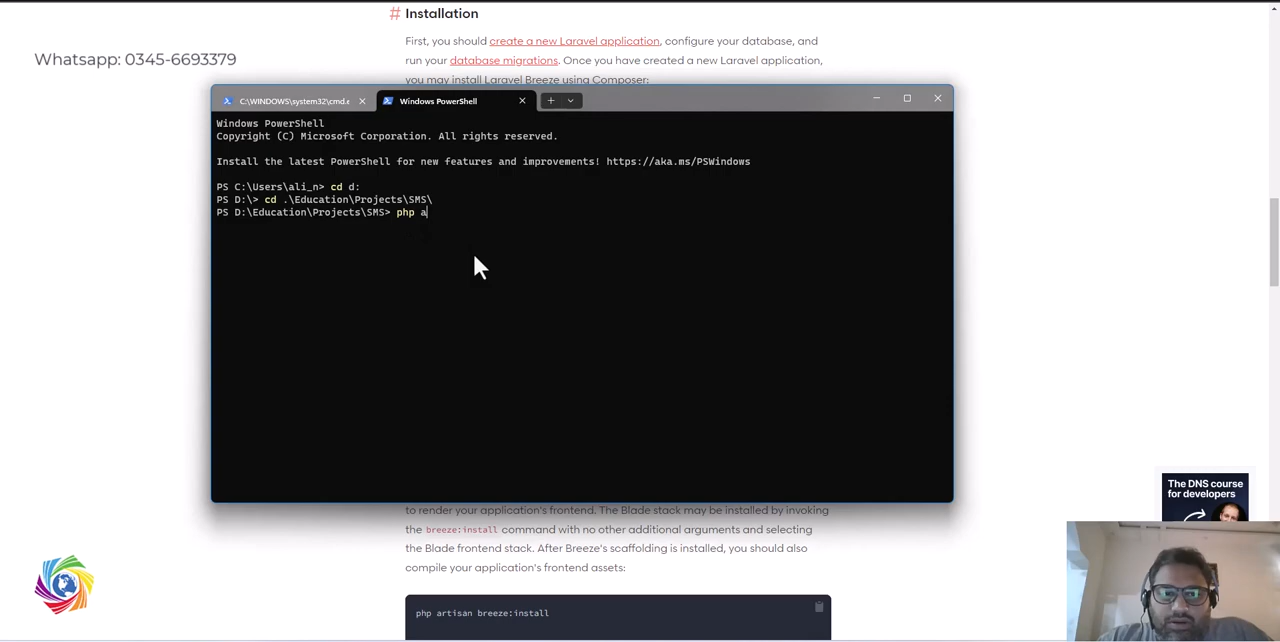 # Installation
First, you should create a new Laravel application, configure your database, and
run your database migrations. Once you have created a new Laravel application,
you may install Laravel Breeze using Composer:
Whatsapp: 0345-6693379
C:\WINDOWS\system32\cmd.e
Windows PowerShell
Windows PowerShell
Copyright (C) Microsoft Corporation. All rights reserved.
Install the latest PowerShell for new features and improvements! https://aka.ms/PSWindows
PS C:\Users\ali_n> cd d:
PS D:\> cd .\Education\Projects\SMS\
PS D:\Education\Projects\SMS> php a
to render your application's frontend. The Blade stack may be installed by invoking
the breeze:install command with no other additional arguments and selecting
the Blade frontend stack. After Breeze's scaffolding is installed, you should also
compile your application's frontend assets:
php artisan breeze:install
The DNS course
for developers